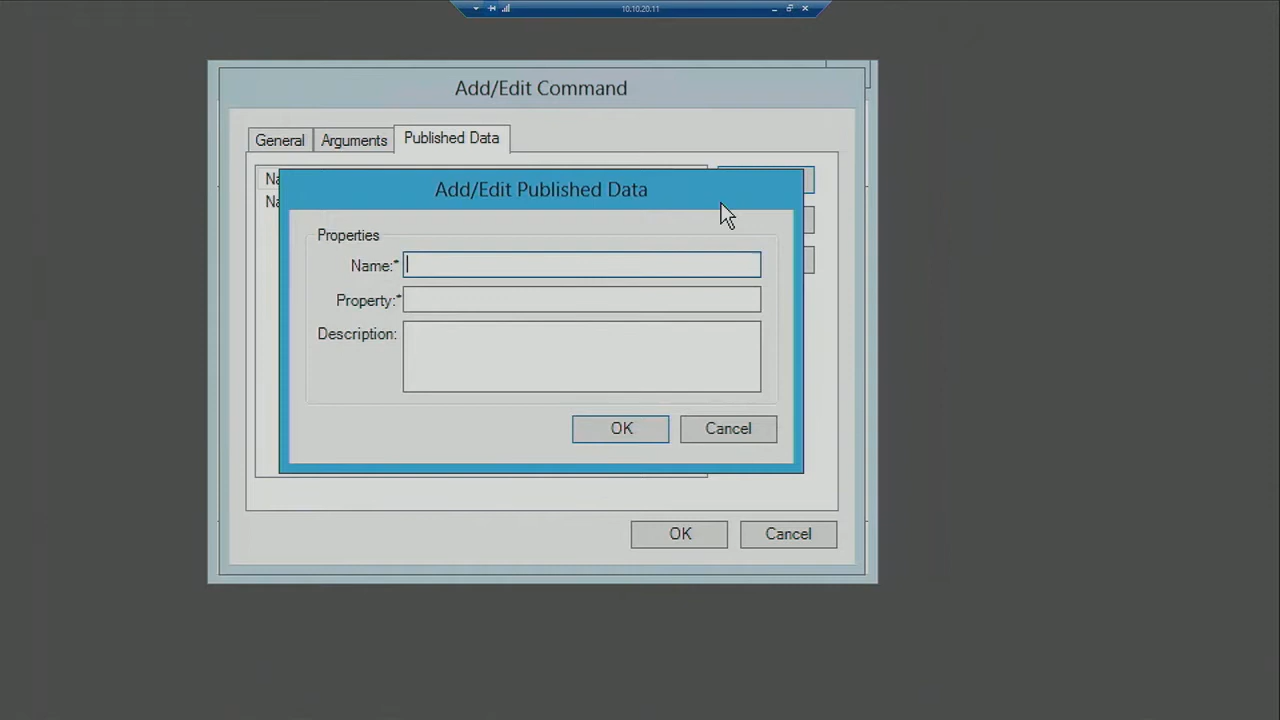 10.10.20.11
Add/Edit Command
General Arguments Published Data
Add/Edit Published Data
Properties
Name:*
Property:*
Description:
OK Cancel
OK Cancel